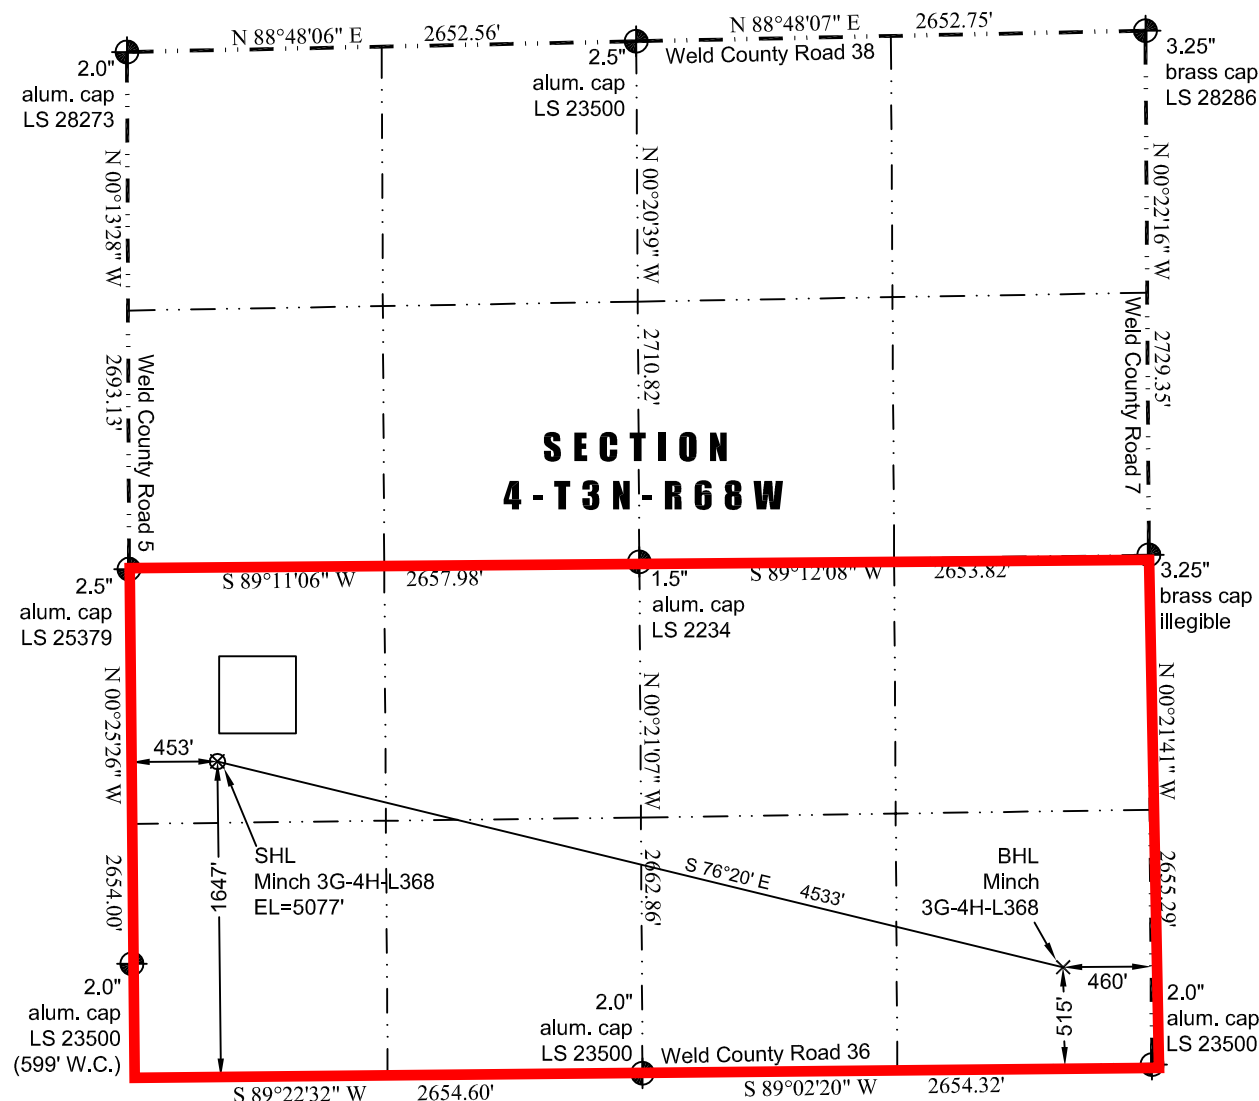 N 88°48'06" E
2652.56'
N 88°48'07" E
2652.75'
Weld County Road 38
2.0"
alum. cap
LS 28273
2.5"
alum. cap
LS 23500
3.25"
brass cap
LS 28286
N 00°13'28" W
2693.13'
Weld County Road 5
N 00°20'39" W
2710.82'
N 00°22'16" W
2729.35'
Weld County Road 7
SECTION
4-T3N-R68W
2.5"
alum. cap
LS 25379
S 89°11'06" W
2657.98'
1.5"
alum. cap
LS 2234
S 89°12'08" W
2653.82'
3.25"
brass cap
illegible
N 00°25'26" W
2654.00'
N 00°21'07" W
2662.86'
N 00°21'41" W
2655.29'
453'
1647'
SHL
Minch 3G-4H-L368
EL=5077'
S 76°20' E
4533'
BHL
Minch
3G-4H-L368
460'
515'
2.0"
alum. cap
LS 23500
(599' W.C.)
2.0"
alum. cap
LS 23500
Weld County Road 36
2.0"
alum. cap
LS 23500
S 89°22'32" W
2654.60'
S 89°02'20" W
2654.32'